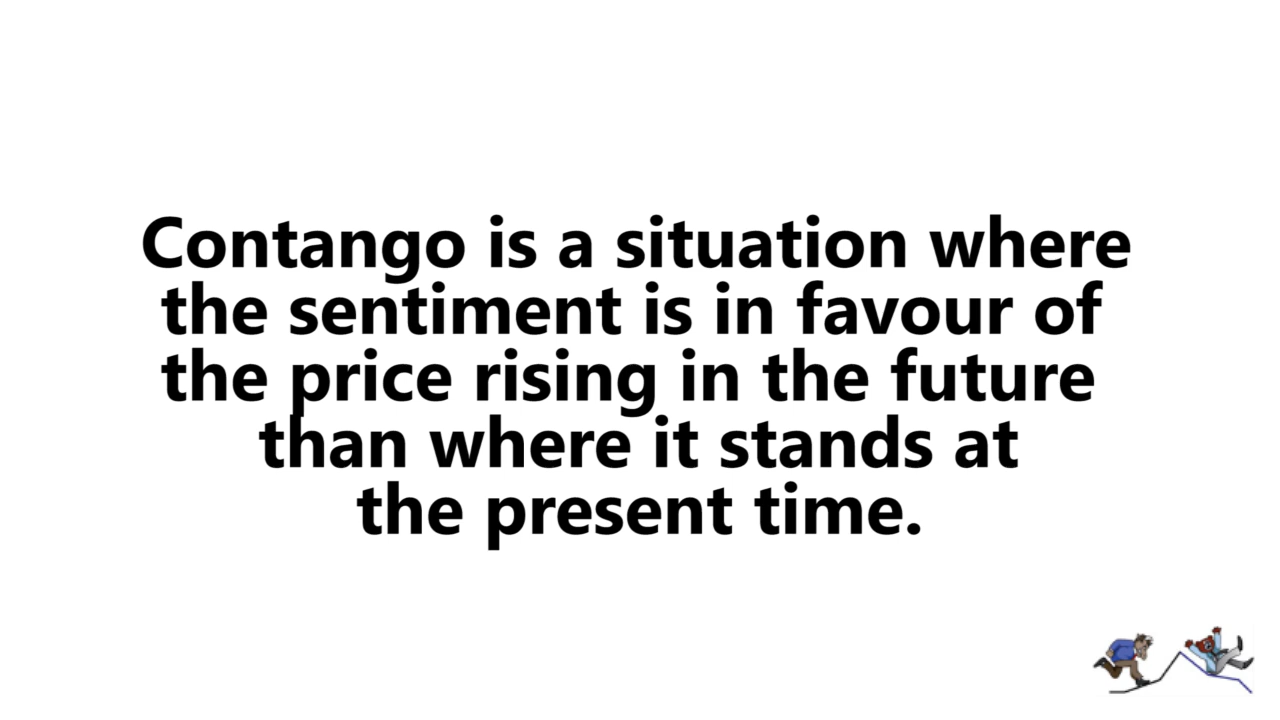 Contango is a situation where
the sentiment is in favour of
the price rising in the future
than where it stands at
the present time.